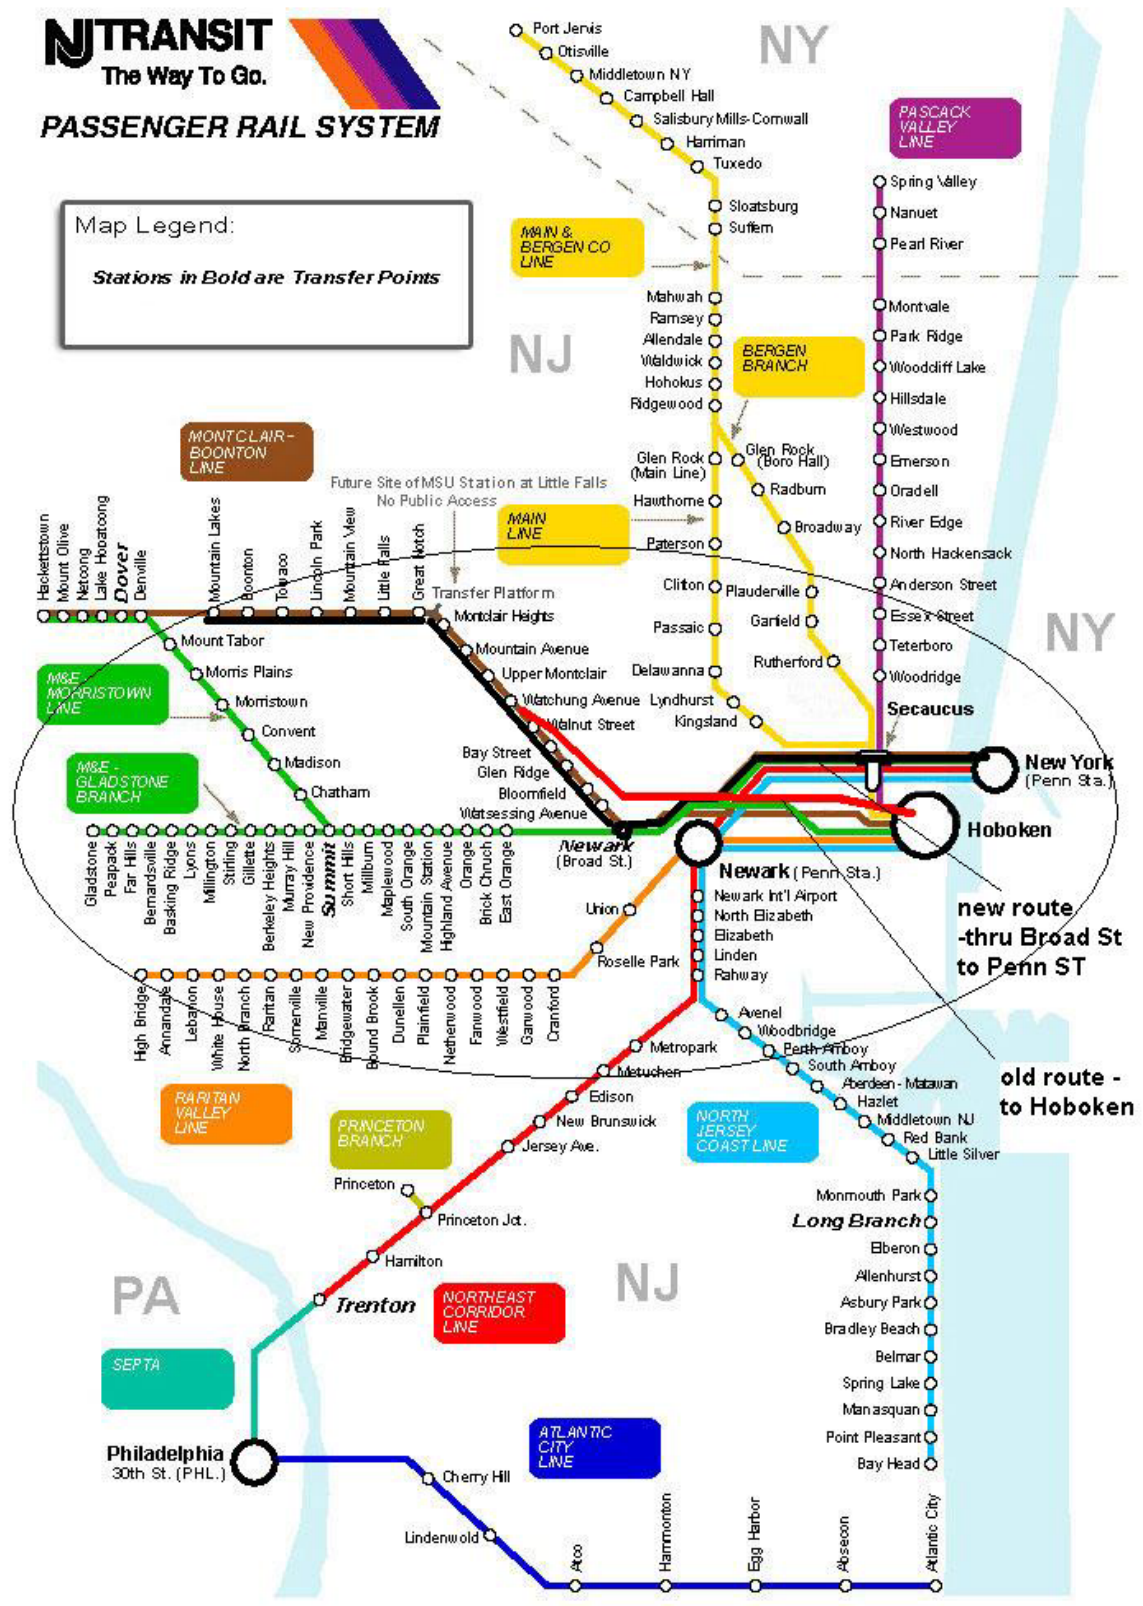 NJ TRANSIT
The Way To Go.
PASSENGER RAIL SYSTEM
Map Legend:
Stations in Bold are Transfer Points
NY
Port Jervis
Otisville
Middletown NY
Campbell Hall
Salisbury Mills-Cornwall
Harriman
Tuxedo
Sloatsburg
Suffern
MAIN &
BERGEN CO
LINE
PASCACK
VALLEY
LINE
Spring Valley
Nanuet
Pearl River
Montvale
Park Ridge
Woodcliff Lake
Hillsdale
Westwood
Emerson
Oradell
River Edge
North Hackensack
Anderson Street
Essex Street
Teterboro
Woodridge
Secaucus
NJ
Mahwah
Ramsey
Allendale
Waldwick
Hohokus
Ridgewood
BERGEN
BRANCH
Glen Rock
(Main Line)
Hawthorne
Paterson
Clifton
Passaic
Delawanna
Lyndhurst
Kingsland
Glen Rock
(Boro Hall)
Radburn
Broadway
Plauderville
Garfield
Rutherford
MAIN
LINE
NY
MONTCLAIR-
BOONTON
LINE
Future Site of MSU Station at Little Falls
No Public Access
Transfer Platform
Hackettstown
Mount Olive
Netcong
Lake Hopatcong
Dover
Denville
Mountain Lakes
Boonton
Towaco
Lincoln Park
Mountain View
Little Falls
Great Notch
Montclair Heights
Mountain Avenue
Upper Montclair
Watchung Avenue
Walnut Street
Bay Street
Glen Ridge
Bloomfield
Watsessing Avenue
Newark
(Broad St.)
M&E
MORRISTOWN
LINE
Mount Tabor
Morris Plains
Morristown
Convent
Madison
Chatham
M&E -
GLADSTONE
BRANCH
Gladstone
Peapack
Far Hills
Bernardsville
Basking Ridge
Lyons
Millington
Stirling
Gillette
Berkeley Heights
Murray Hill
New Providence
Summit
Short Hills
Millburn
Maplewood
South Orange
Mountain Station
Highland Avenue
Orange
Brick Chruch
East Orange
New York
(Penn Sta.)
Hoboken
Newark (Penn Sta.)
Newark Int'l Airport
North Elizabeth
Elizabeth
Linden
Rahway
new route
-thru Broad St
to Penn ST
old route -
to Hoboken
Union
Roselle Park
High Bridge
Annandale
Lebanon
White House
North Branch
Raritan
Somerville
Manville
Bridgewater
Bound Brook
Dunellen
Plainfield
Netherwood
Fanwood
Westfield
Garwood
Cranford
RARITAN
VALLEY
LINE
Metropark
Metuchen
Edison
New Brunswick
Jersey Ave.
PRINCETON
BRANCH
Princeton
Princeton Jct.
Hamilton
Trenton
NORTHEAST
CORRIDOR
LINE
NORTH
JERSEY
COAST LINE
Avenel
Woodbridge
Perth Amboy
South Amboy
Aberdeen - Matawan
Hazlet
Middletown NJ
Red Bank
Little Silver
Monmouth Park
Long Branch
Elberon
Allenhurst
Asbury Park
Bradley Beach
Belmar
Spring Lake
Manasquan
Point Pleasant
Bay Head
PA
NJ
SEPTA
Philadelphia
30th St. (PHL.)
ATLANTIC
CITY
LINE
Cherry Hill
Lindenwold
Atco
Hammonton
Egg Harbor
Absecon
Atlantic City